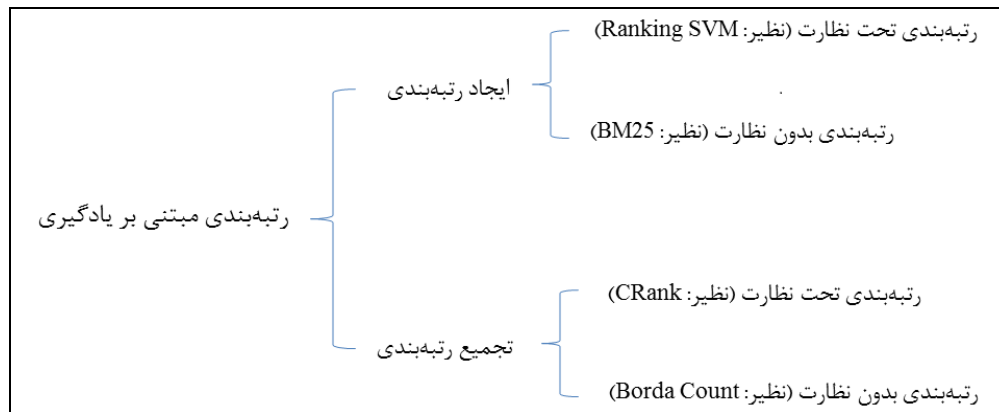 رتبه‌بندی تحت نظارت (نظیر: Ranking SVM)
ایجاد رتبه‌بندی
رتبه‌بندی بدون نظارت (نظیر: BM25)
رتبه‌بندی مبتنی بر یادگیری
رتبه‌بندی تحت نظارت (نظیر: CRank)
تجمیع رتبه‌بندی
رتبه‌بندی بدون نظارت (نظیر: Borda Count)